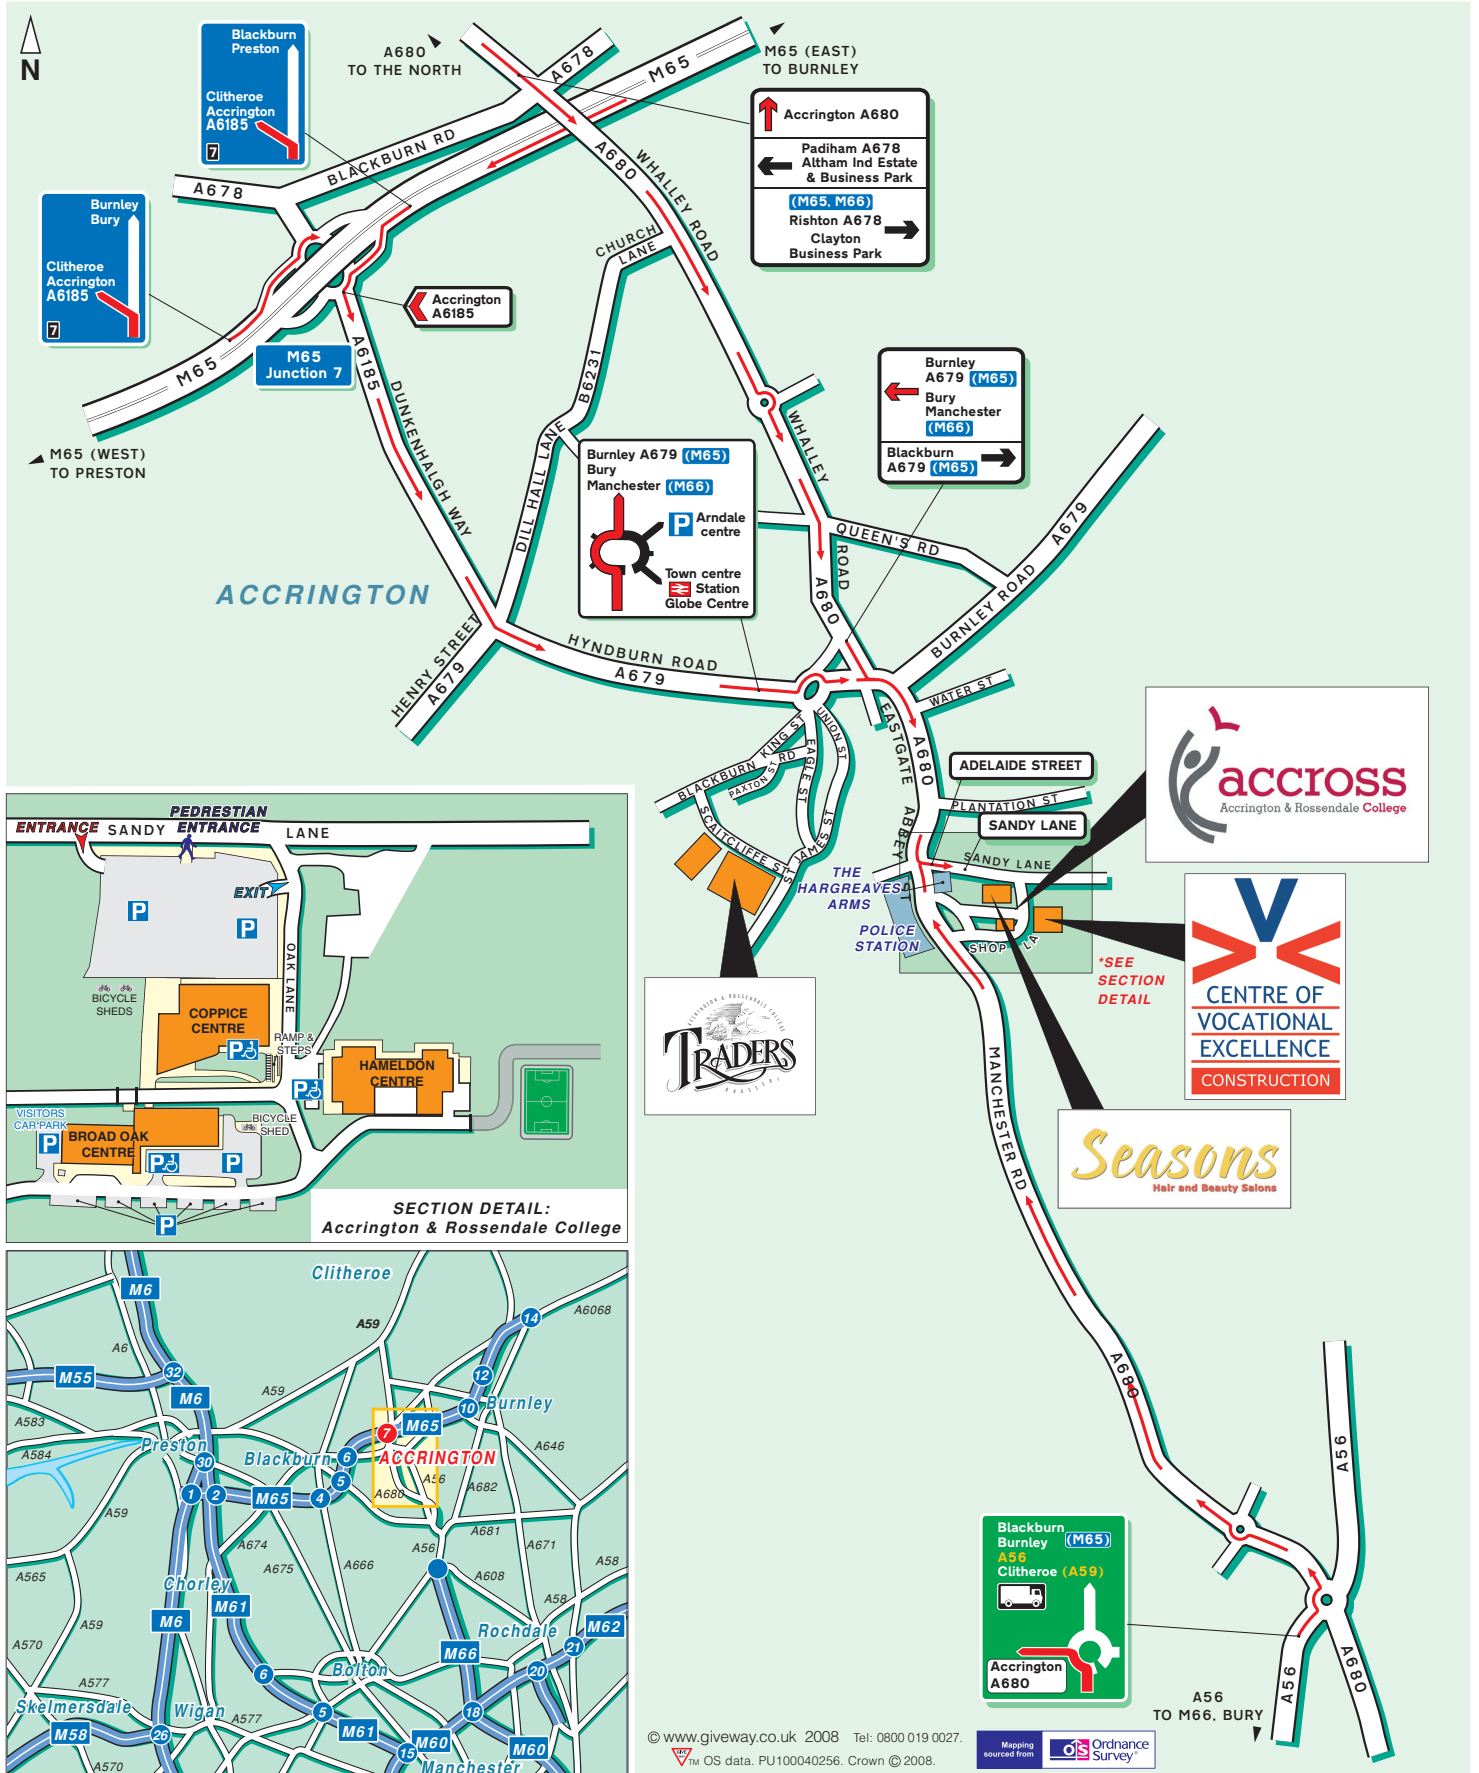 N
Blackburn
Preston
Clitheroe
Accrington
A6185
7
Burnley
Bury
Clitheroe
Accrington
A6185
7
A680
TO THE NORTH
A678
M65
M65 (EAST)
TO BURNLEY
Accrington A680
Padiham A678
Altham Ind Estate
& Business Park
(M65, M66)
Rishton A678
Clayton
Business Park
BLACKBURN RD
A678
A680
WHALLEY ROAD
CHURCH
LANE
Accrington
A6185
M65
Junction 7
M65
M65 (WEST)
TO PRESTON
A6185
DUNKENHALGH WAY
B6231
DILL HALL LANE
WHALLEY
ROAD
A680
Burnley
A679 (M65)
Bury
Manchester
(M66)
Blackburn
A679 (M65)
Burnley A679 (M65)
Bury
Manchester (M66)
P Arndale
centre
Town centre
Station
Globe Centre
QUEEN'S RD
A679
BURNLEY ROAD
ACCRINGTON
HENRY STREET
A679
HYNDBURN ROAD
A679
WATER ST
EASTGATE
A680
BLACKBURN RD
KING ST
PAXTON ST
EAGLE ST
UNION ST
ST JAMES ST
SCAITCLIFFE ST
ADELAIDE STREET
PLANTATION ST
SANDY LANE
SANDY LANE
ABBEY ST
THE
HARGREAVES
ARMS
POLICE
STATION
SHOP LA
*SEE
SECTION
DETAIL
accross
Accrington & Rossendale College
CENTRE OF
VOCATIONAL
EXCELLENCE
CONSTRUCTION
ACCRINGTON & ROSSENDALE COLLEGE
TRADERS
BRASSERIE
Seasons
Hair and Beauty Salons
MANCHESTER RD
A680
A56
Blackburn
Burnley (M65)
A56
Clitheroe (A59)
Accrington
A680
A56
A680
A56
TO M66, BURY
PEDRESTIAN
ENTRANCE
ENTRANCE
SANDY LANE
EXIT
P
P
OAK LANE
BICYCLE
SHEDS
COPPICE
CENTRE
P
RAMP &
STEPS
HAMELDON
CENTRE
P
VISITORS
CAR PARK
P
BROAD OAK
CENTRE
P
P
BICYCLE
SHED
P
SECTION DETAIL:
Accrington & Rossendale College
Clitheroe
M6
A59
14
A6068
A6
32
12
M55
M6
A59
10
Burnley
A583
7
M65
A584
Preston
Blackburn
6
ACCRINGTON
A646
30
5
A56
A682
1
2
M65
4
A680
A59
A681
A674
A56
A671
A565
A675
A666
A608
A58
Chorley
A58
M6
M61
A59
Rochdale
M62
A570
M66
21
6
Bolton
20
A577
Skelmersdale
Wigan
A577
5
18
M58
26
M61
M60
M60
15
A570
Manchester
© www.giveway.co.uk 2008 Tel: 0800 019 0027.
GIVE WAY TM OS data. PU100040256. Crown © 2008.
Mapping
sourced from
OS Ordnance
Survey®